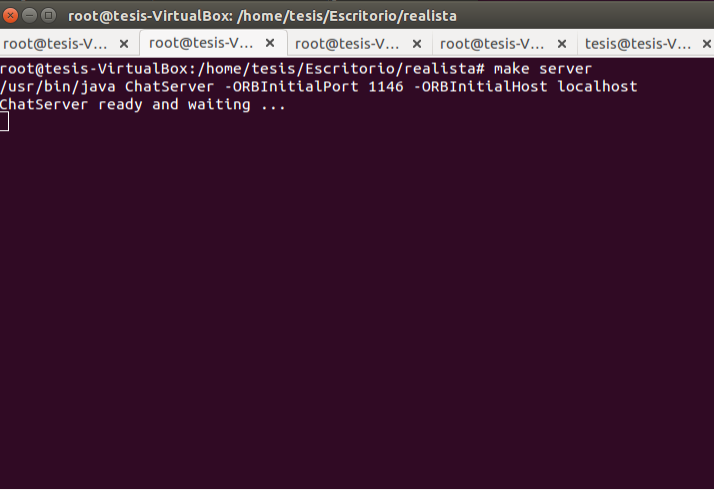 root@tesis-VirtualBox: /home/tesis/Escritorio/realista
root@tesis-V... root@tesis-V... root@tesis-V... root@tesis-V... tesis@tesis-V...
root@tesis-VirtualBox:/home/tesis/Escritorio/realista# make server
/usr/bin/java ChatServer -ORBInitialPort 1146 -ORBInitialHost localhost
ChatServer ready and waiting ...